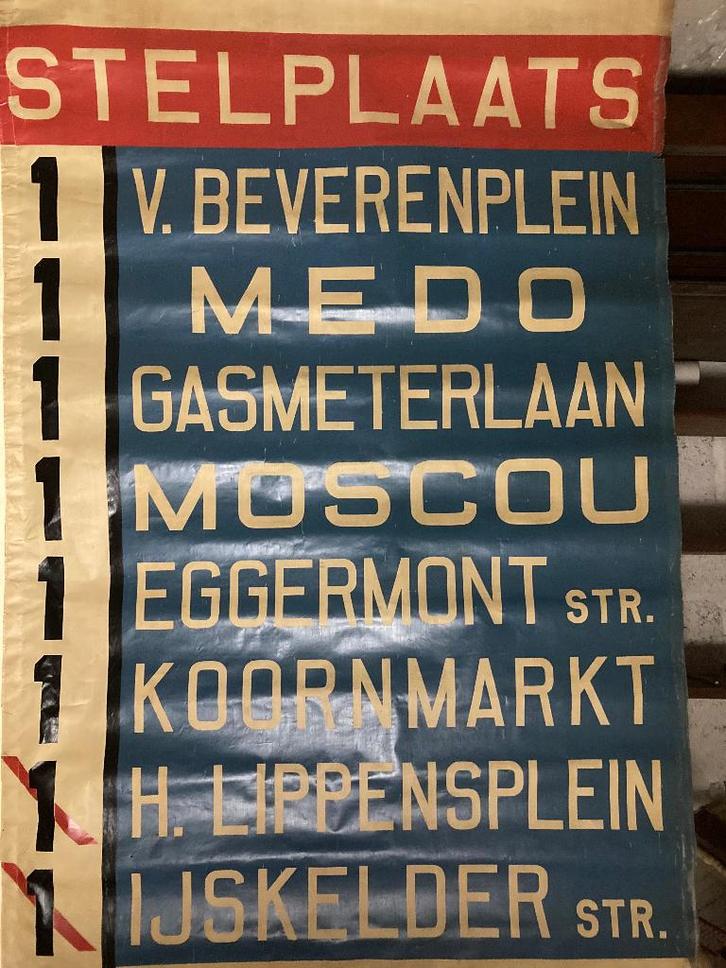 STELPLAATS
1 V. BEVERENPLEIN
1 MEDO
1 GASMETERLAAN
1 MOSCOU
1 EGGERMONT STR.
1 KOORNMARKT
1 H. LIPPENSPLEIN
1 IJSKELDER STR.